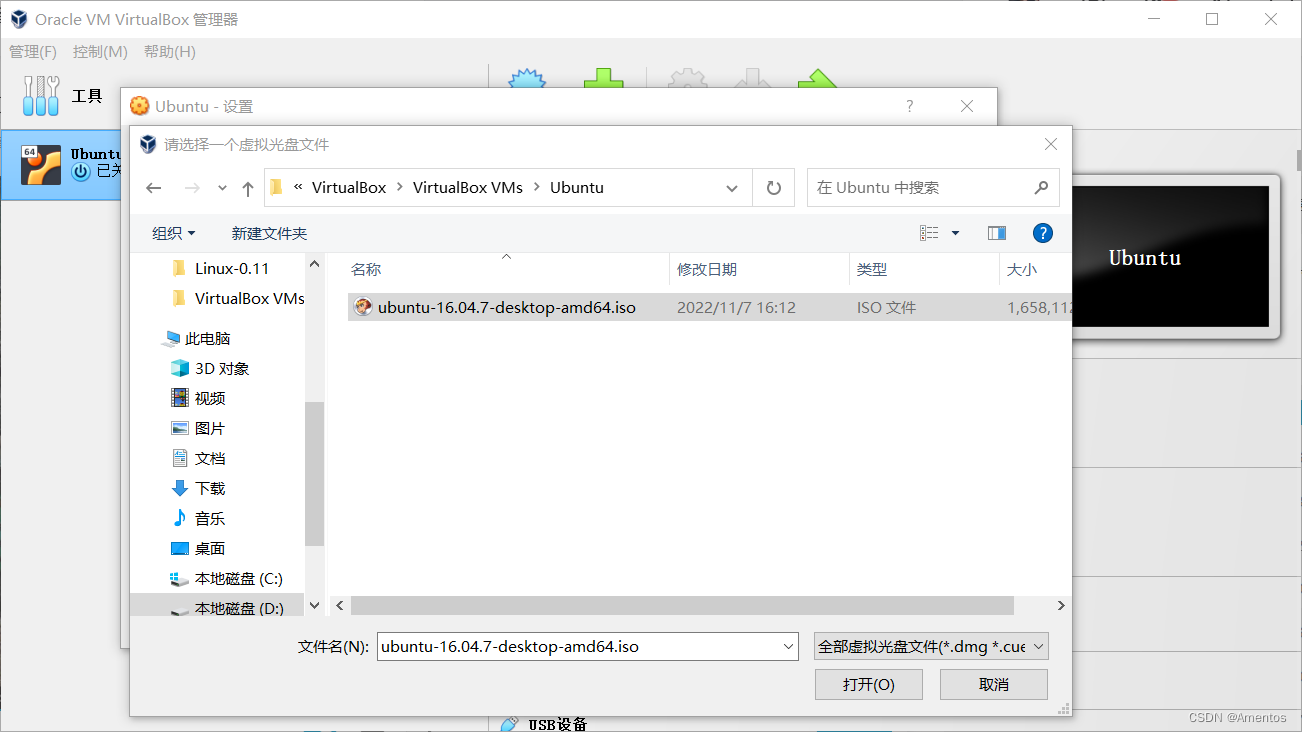 Oracle VM VirtualBox 管理器
管理(F) 控制(M) 帮助(H)
工具
Ubuntu - 设置 ?
64
Ubuntu
已关
请选择一个虚拟光盘文件
« VirtualBox > VirtualBox VMs > Ubuntu
在 Ubuntu 中搜索
组织 新建文件夹 ?
Linux-0.11
VirtualBox VMs
此电脑
3D 对象
视频
图片
文档
下载
音乐
桌面
本地磁盘 (C:)
本地磁盘 (D:)
名称 修改日期 类型 大小
ubuntu-16.04.7-desktop-amd64.iso 2022/11/7 16:12 ISO 文件 1,658,112
Ubuntu
文件名(N): ubuntu-16.04.7-desktop-amd64.iso 全部虚拟光盘文件(*.dmg *.cue
打开(O) 取消
USB设备
CSDN @Amentos